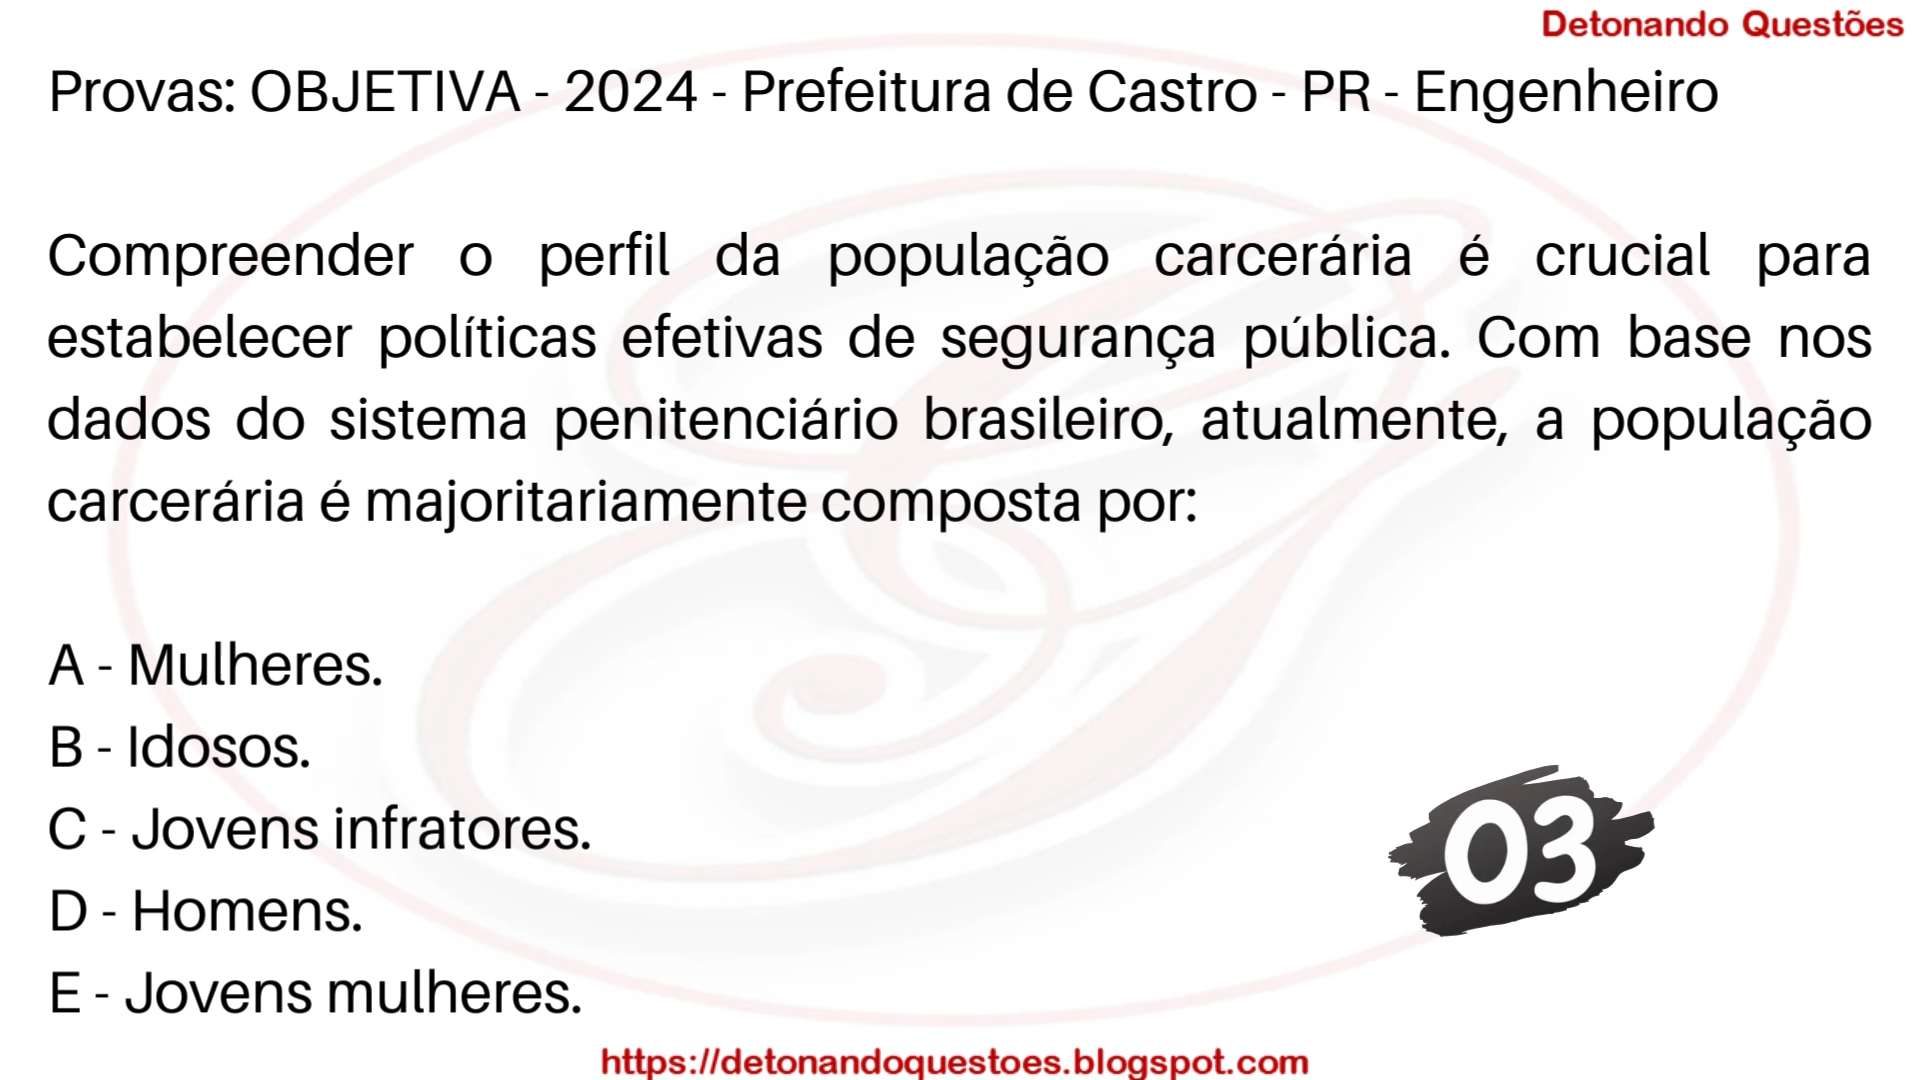 Detonando Questões
Provas: OBJETIVA - 2024 - Prefeitura de Castro - PR - Engenheiro
Compreender o perfil da população carcerária é crucial para
estabelecer políticas efetivas de segurança pública. Com base nos
dados do sistema penitenciário brasileiro, atualmente, a população
carcerária é majoritariamente composta por:
A - Mulheres.
B - Idosos.
C - Jovens infratores.
D - Homens.
E - Jovens mulheres.
03
https://detonandoquestoes.blogspot.com